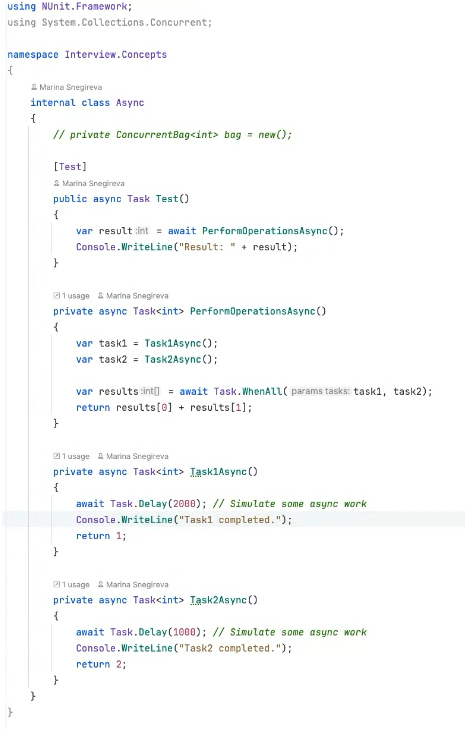 using NUnit.Framework;
using System.Collections.Concurrent;
namespace Interview.Concepts
{
Marina Snegireva
internal class Async
{
// private ConcurrentBag<int> bag = new();
[Test]
Marina Snegireva
public async Task Test()
{
var result :int = await PerformOperationsAsync();
Console.WriteLine("Result: " + result);
}
1 usage Marina Snegireva
private async Task<int> PerformOperationsAsync()
{
var task1 = Task1Async();
var task2 = Task2Async();
var results :int[] = await Task.WhenAll( params tasks: task1, task2);
return results[0] + results[1];
}
1 usage Marina Snegireva
private async Task<int> Task1Async()
{
await Task.Delay(2000); // Simulate some async work
Console.WriteLine("Task1 completed.");
return 1;
}
1 usage Marina Snegireva
private async Task<int> Task2Async()
{
await Task.Delay(1000); // Simulate some async work
Console.WriteLine("Task2 completed.");
return 2;
}
}
}